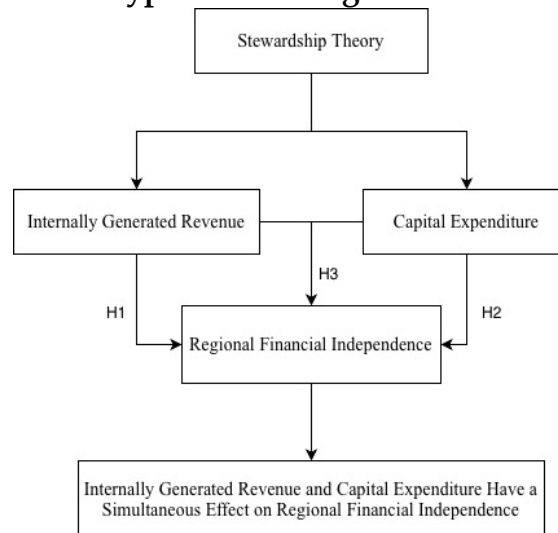 Stewardship Theory
Internally Generated Revenue
Capital Expenditure
H3
H1
H2
Regional Financial Independence
Internally Generated Revenue and Capital Expenditure Have a
Simultaneous Effect on Regional Financial Independence